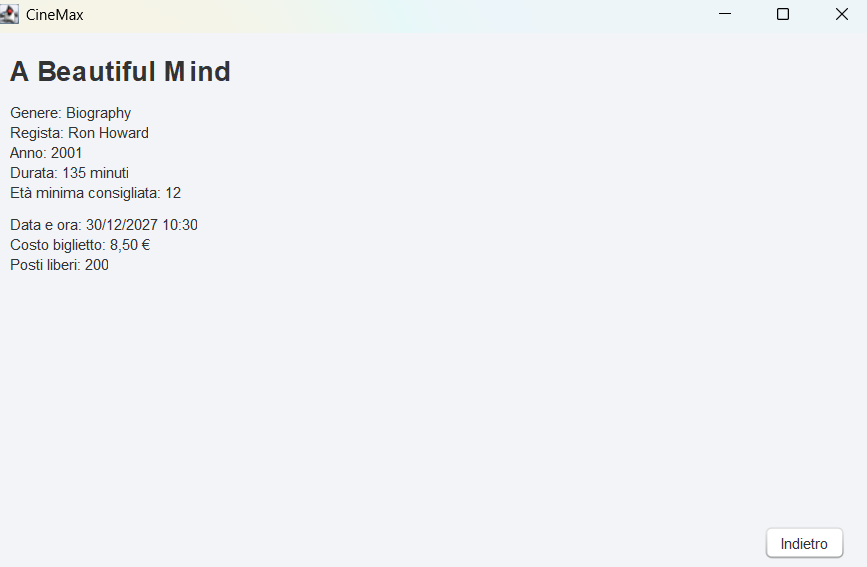 CineMax
A Beautiful Mind
Genere: Biography
Regista: Ron Howard
Anno: 2001
Durata: 135 minuti
Età minima consigliata: 12
Data e ora: 30/12/2027 10:30
Costo biglietto: 8,50 €
Posti liberi: 200
Indietro